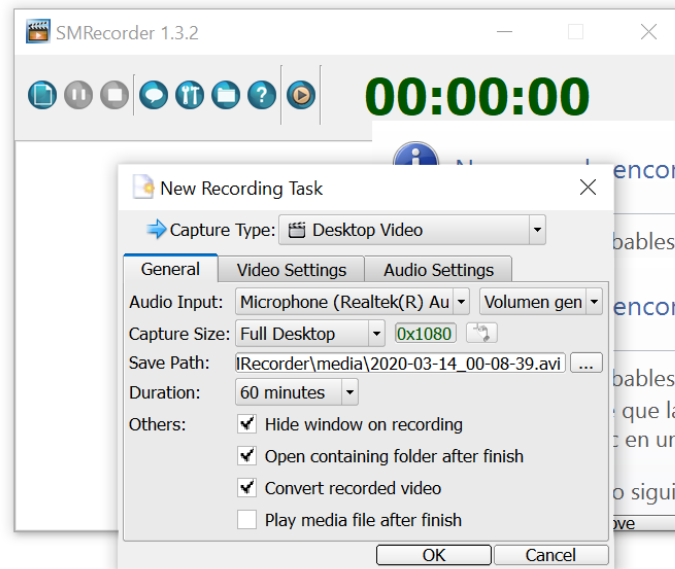 SMRecorder 1.3.2
00:00:00
encor
New Recording Task
Capture Type: Desktop Video
bables
General Video Settings Audio Settings
Audio Input: Microphone (Realtek(R) Au Volumen gen
encor
Capture Size: Full Desktop 0x1080
Save Path: IRecorder\media\2020-03-14_00-08-39.avi ...
bables
Duration: 60 minutes
que la
Others: Hide window on recording
c en un
Open containing folder after finish
Convert recorded video
o sigui
Play media file after finish
ove
OK Cancel